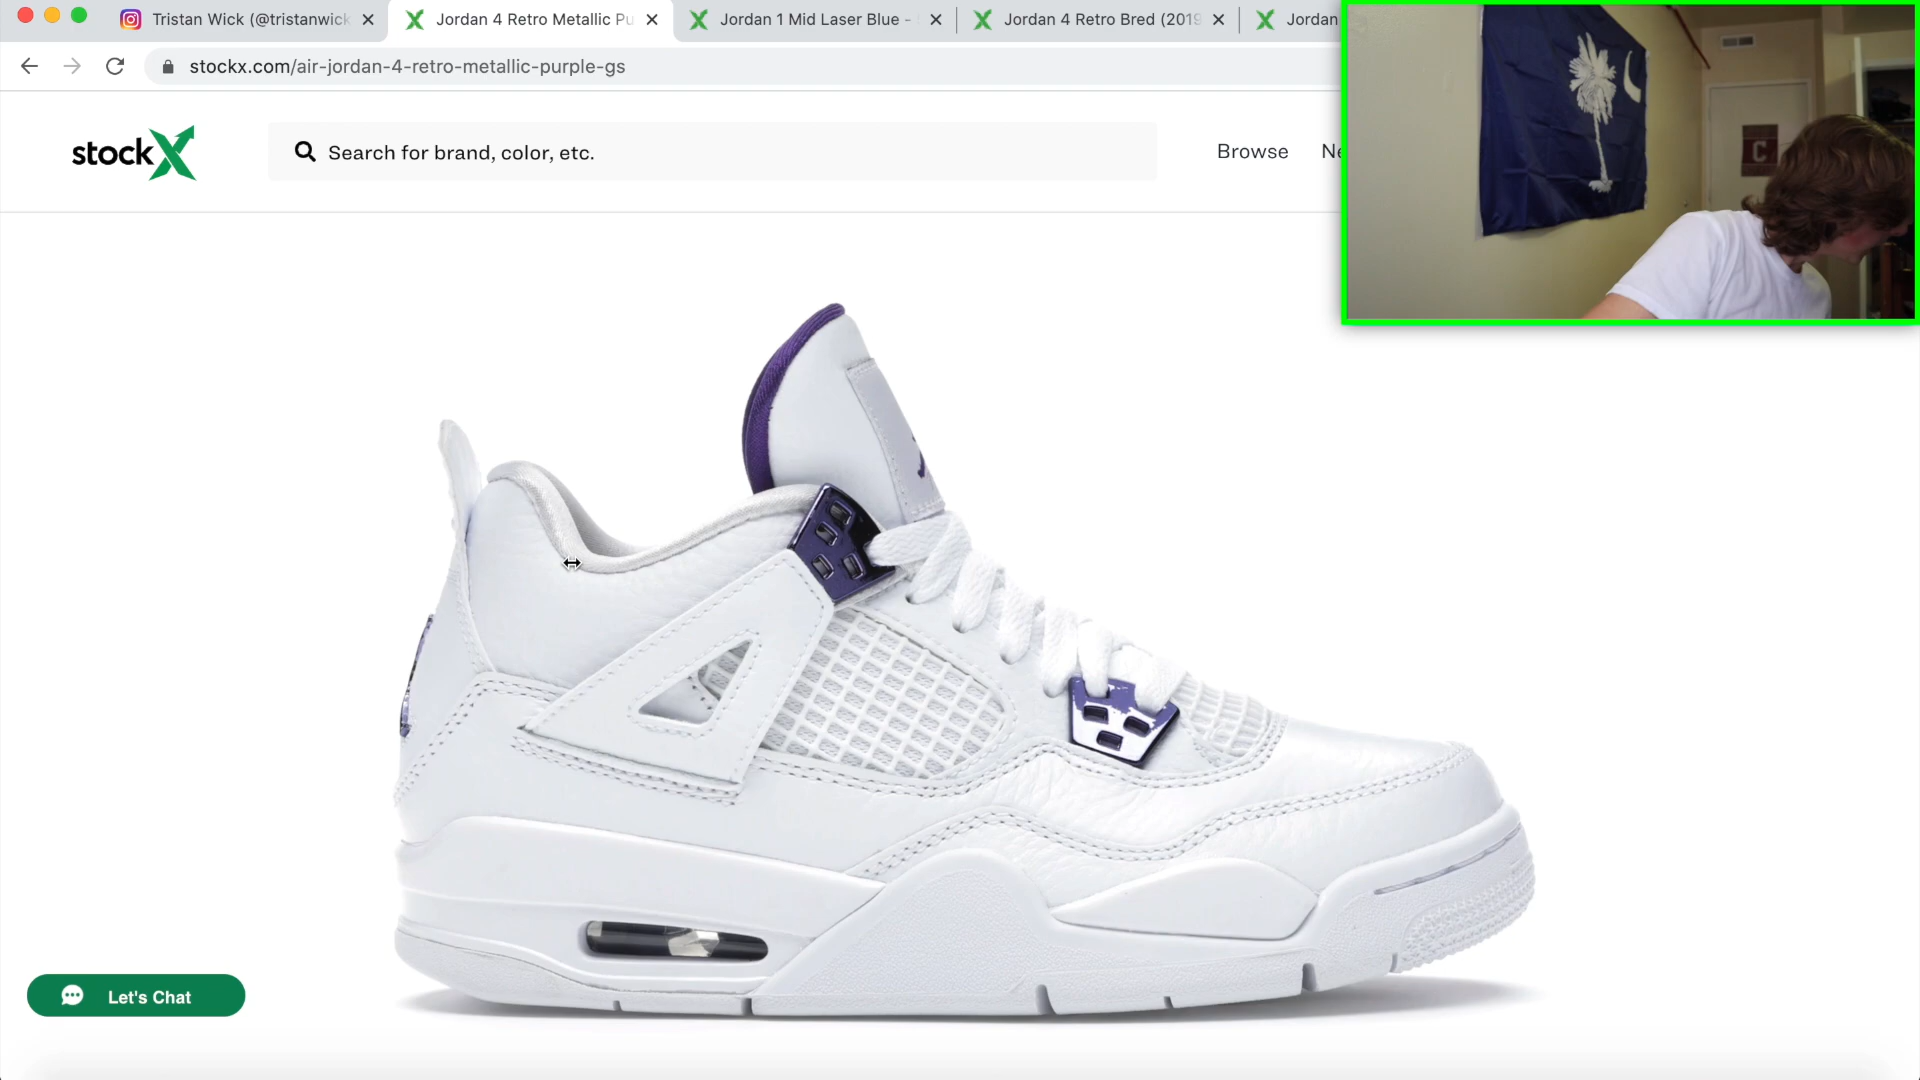 Tristan Wick (@tristanwick
Jordan 4 Retro Metallic Pu
Jordan 1 Mid Laser Blue -
Jordan 4 Retro Bred (2019
Jordan
stockx.com/air-jordan-4-retro-metallic-purple-gs
stockX
Search for brand, color, etc.
Browse
Ne
C
Let's Chat